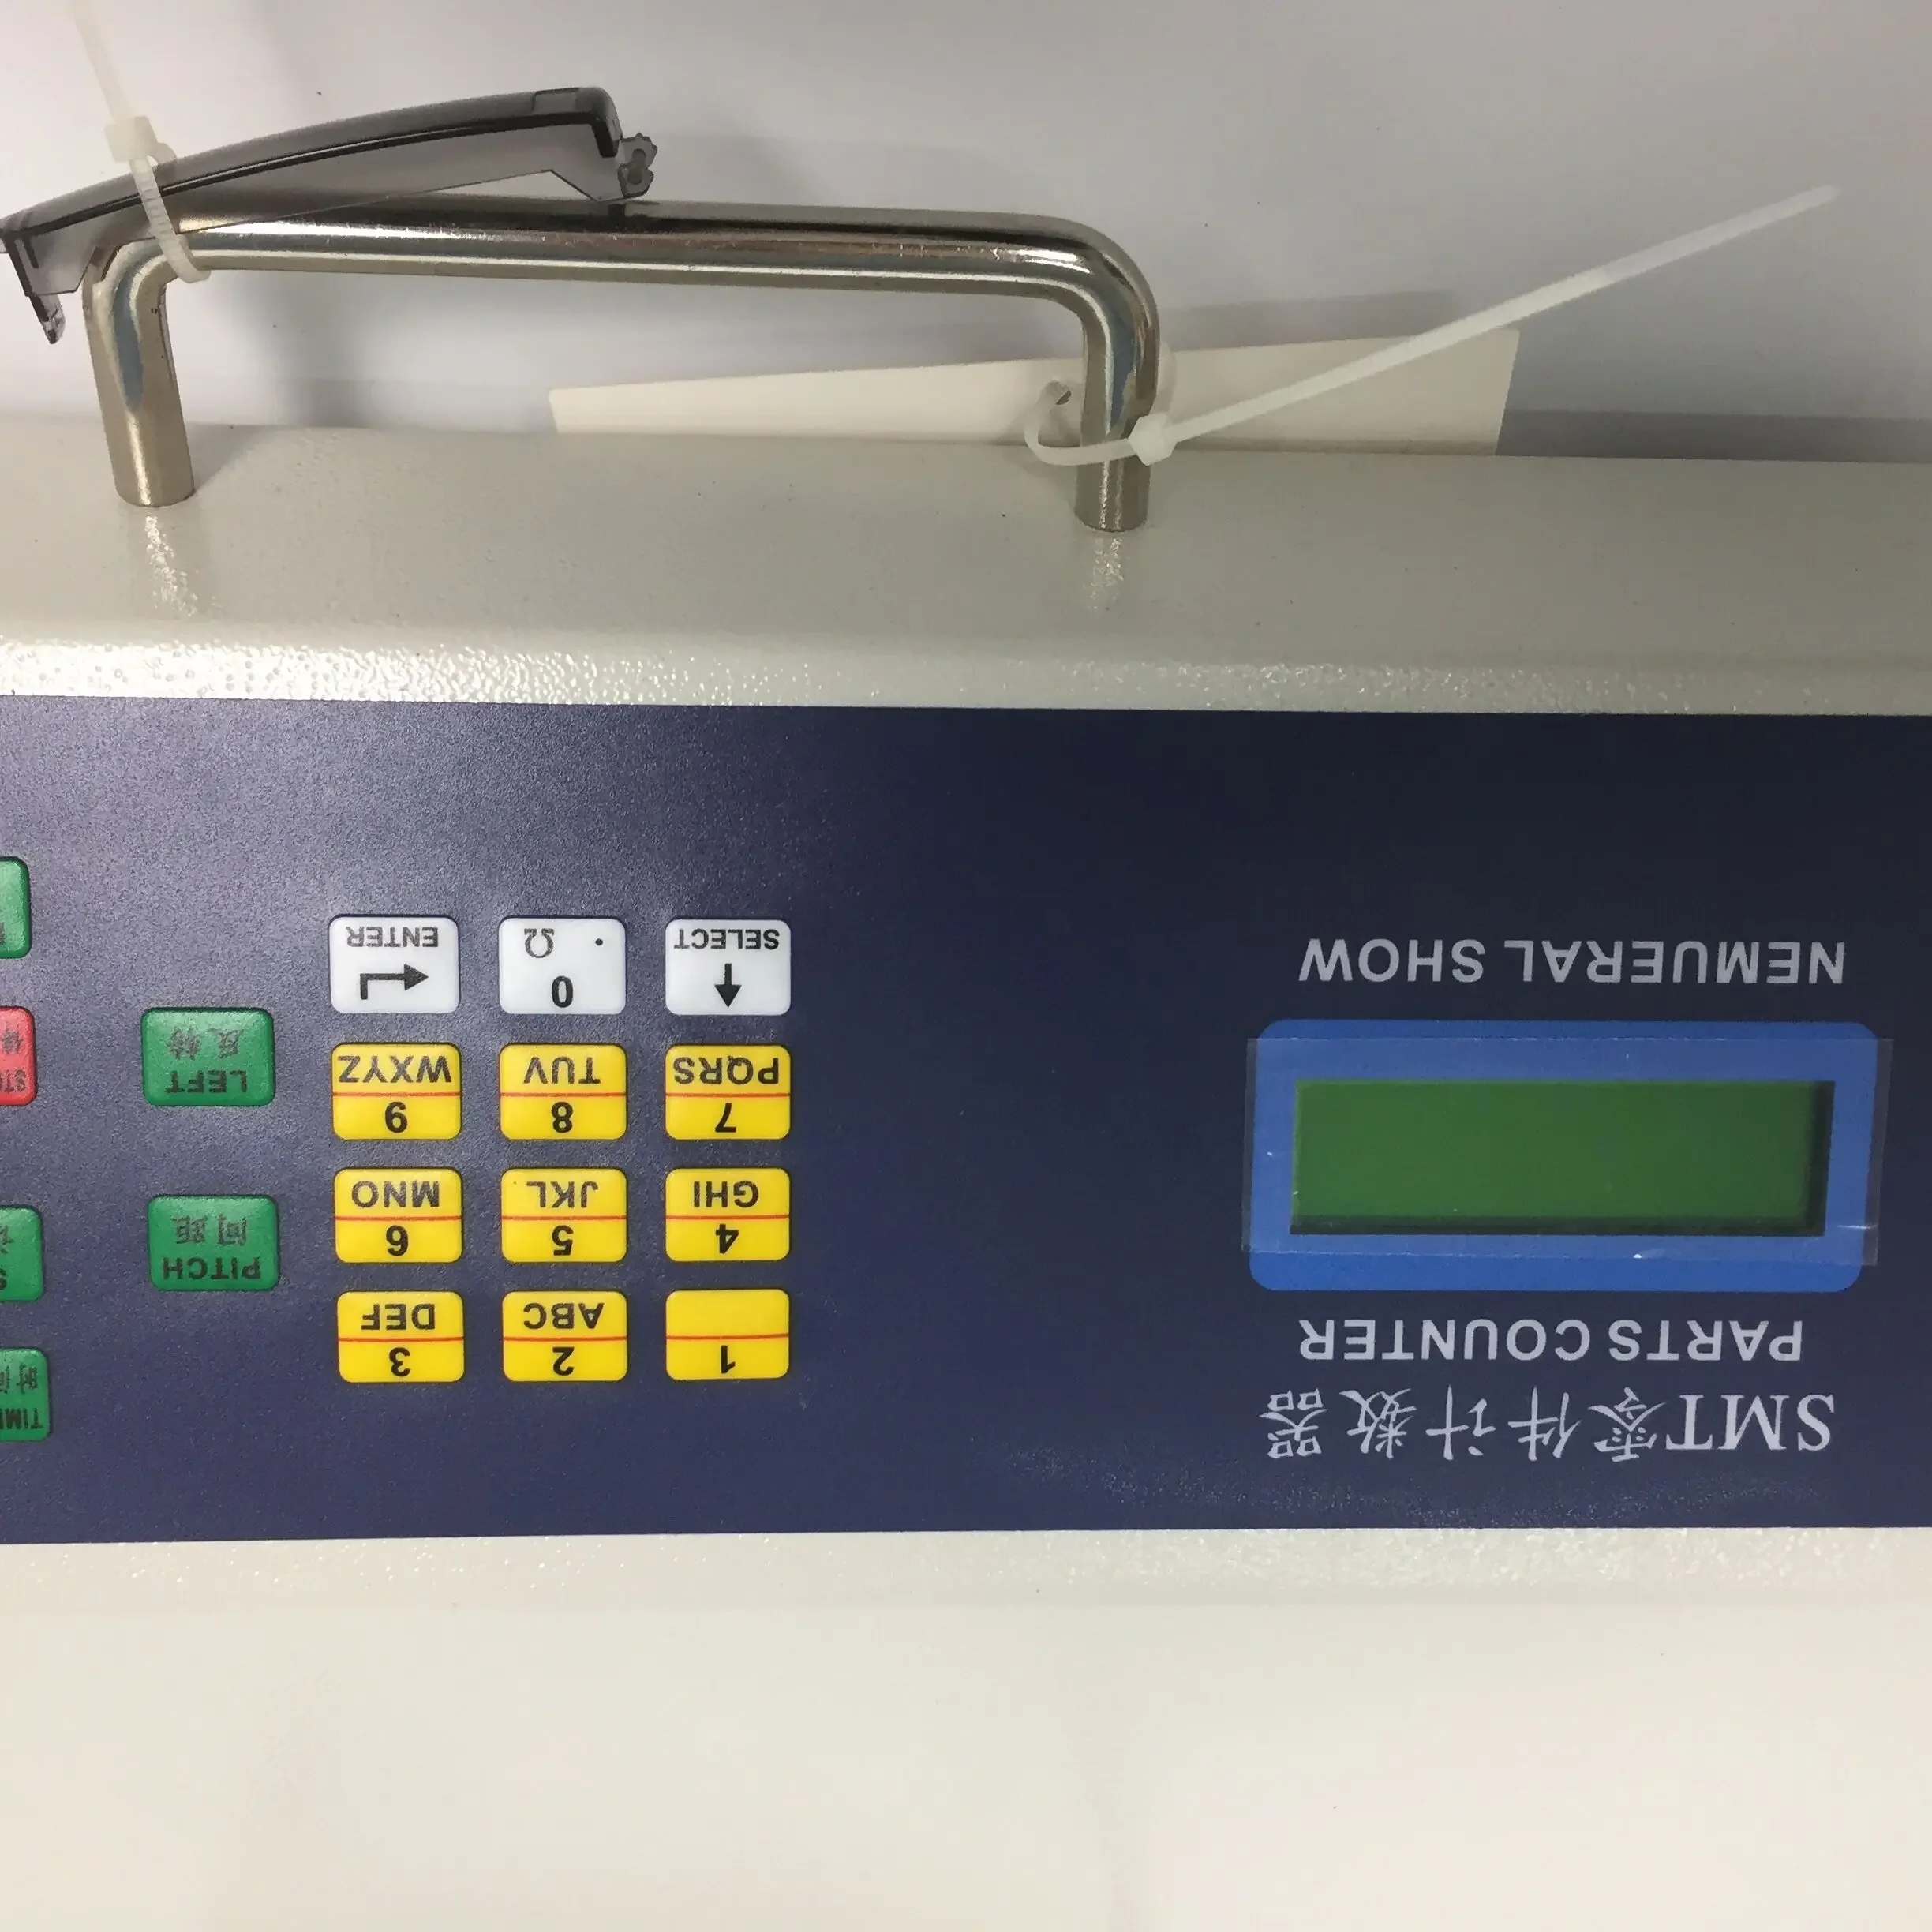 SMT零件计数器
PARTS COUNTER
NEMUERAL SHOW
1
2
ABC
3
DEF
4
GHI
5
JKL
6
MNO
7
PQRS
8
TUV
9
WXYZ
SELECT
0
. Ω
ENTER
PITCH
间距
LEFT
反转